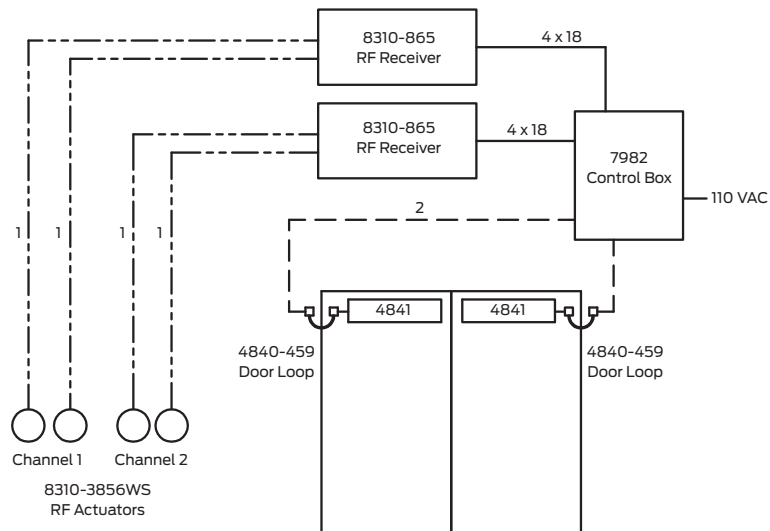 8310-865
RF Receiver
4 x 18
8310-865
RF Receiver
4 x 18
7982
Control Box
110 VAC
2
1
1
1
1
4841
4841
4840-459
Door Loop
4840-459
Door Loop
Channel 1
Channel 2
8310-3856WS
RF Actuators